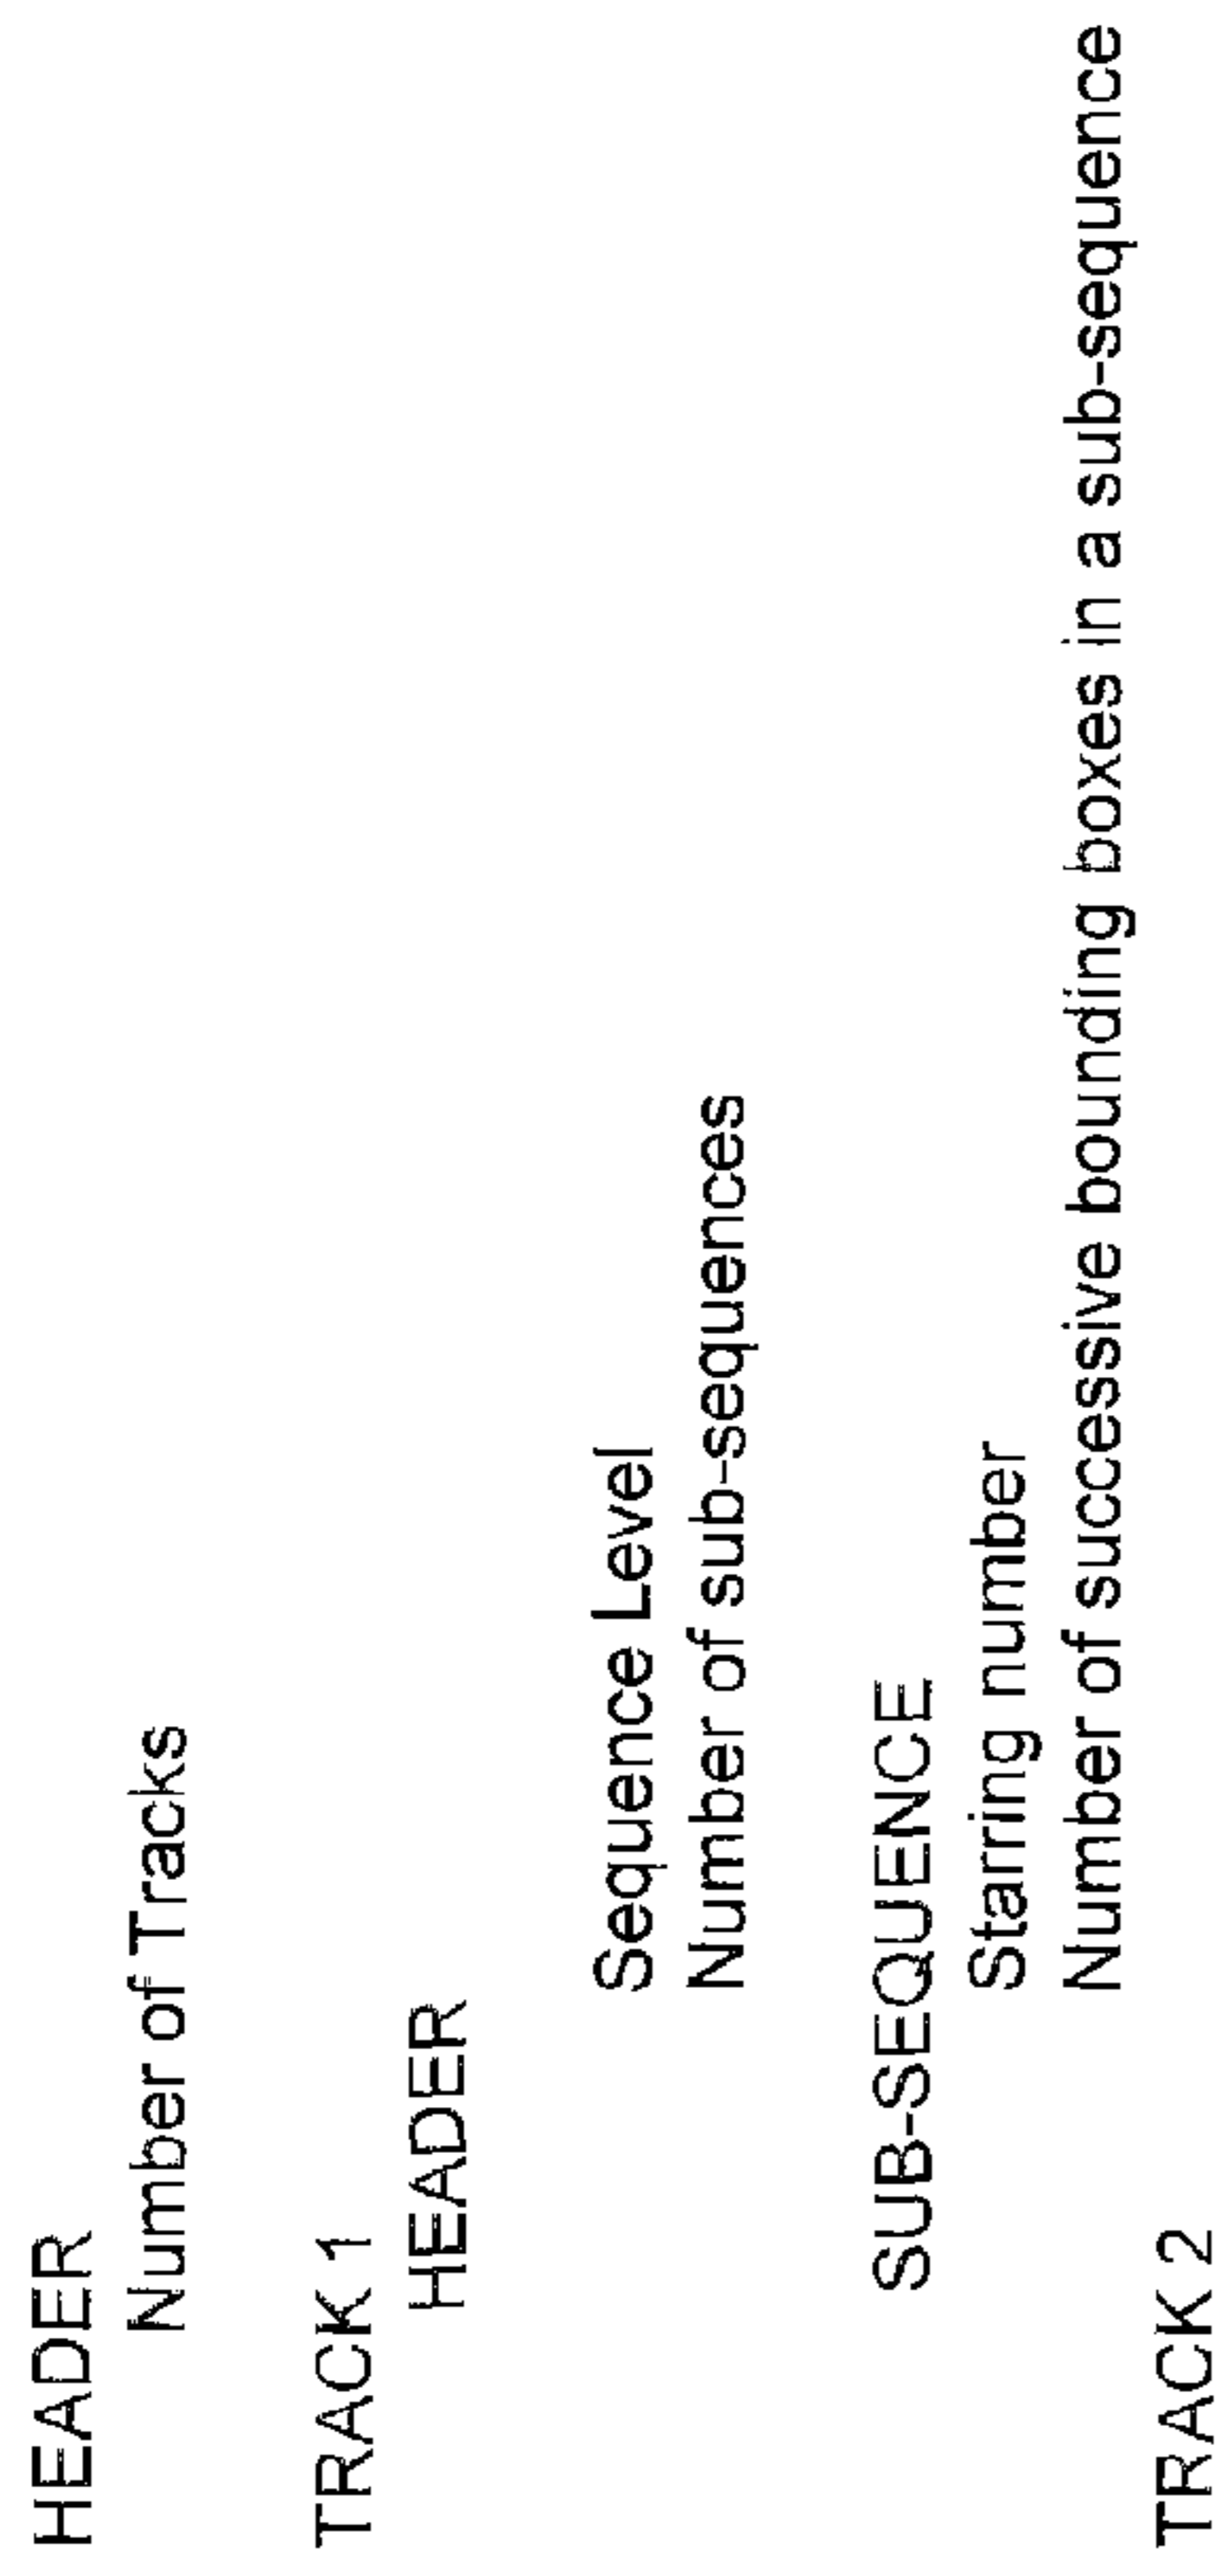 HEADER
Number of Tracks
TRACK 1
HEADER
Sequence Level
Number of sub-sequences
SUB-SEQUENCE
Starring number
Number of successive bounding boxes in a sub-sequence
TRACK 2